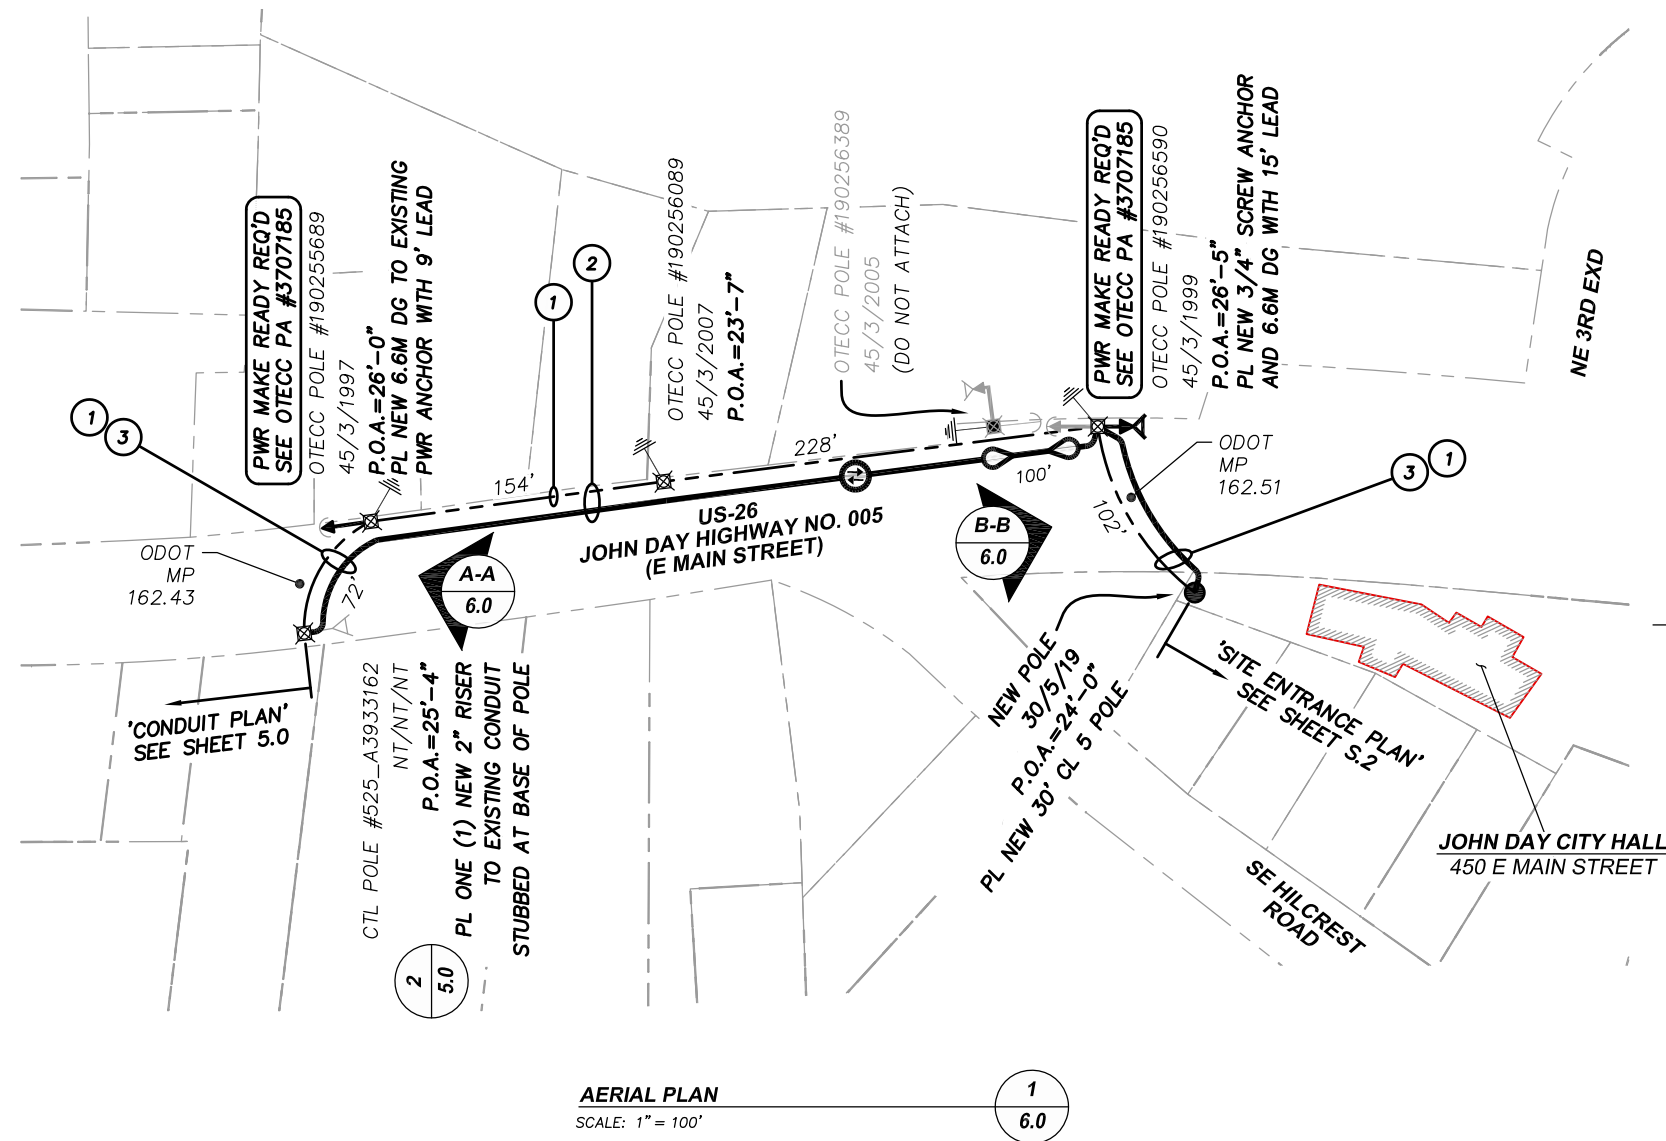 PWR MAKE READY REQ'D
SEE OTECC PA #3707185
OTECC POLE #190255689
45/3/1997
P.O.A.=26'-0"
PL NEW 6.6M DG TO EXISTING
PWR ANCHOR WITH 9' LEAD
1
3
1
2
OTECC POLE #190256089
45/3/2007
P.O.A.=23'-7"
OTECC POLE #190256389
45/3/2005
(DO NOT ATTACH)
PWR MAKE READY REQ'D
SEE OTECC PA #3707185
OTECC POLE #190256590
45/3/1999
P.O.A.=26'-5"
PL NEW 3/4" SCREW ANCHOR
AND 6.6M DG WITH 15' LEAD
NE 3RD EXD
154'
228'
100'
102'
72'
ODOT
MP
162.51
3
1
US-26
JOHN DAY HIGHWAY NO. 005
(E MAIN STREET)
B-B
6.0
A-A
6.0
ODOT
MP
162.43
'CONDUIT PLAN'
SEE SHEET 5.0
CTL POLE #525_A3933162
NT/NT/NT
P.O.A.=25'-4"
PL ONE (1) NEW 2" RISER
TO EXISTING CONDUIT
STUBBED AT BASE OF POLE
2
5.0
NEW POLE
30/5/19
P.O.A.=24'-0"
PL NEW 30' CL 5 POLE
'SITE ENTRANCE PLAN'
SEE SHEET S.2
JOHN DAY CITY HALL
450 E MAIN STREET
SE HILCREST
ROAD
AERIAL PLAN
SCALE: 1" = 100'
1
6.0